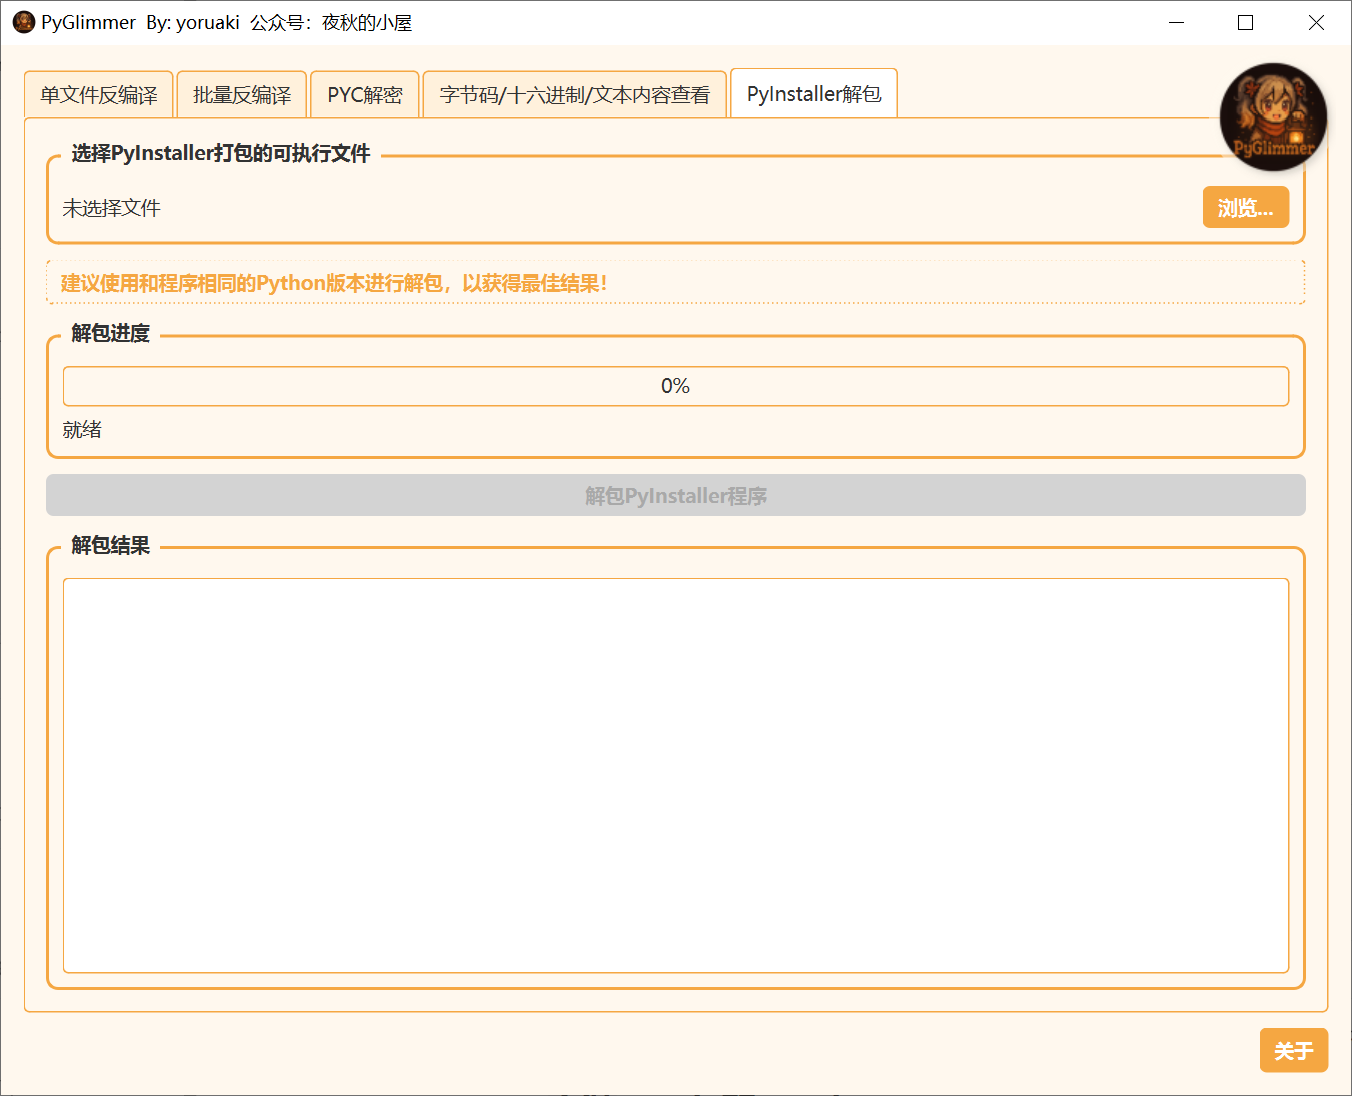 PyGlimmer By: yoruaki 公众号：夜秋的小屋
单文件反编译 批量反编译 PYC解密 字节码/十六进制/文本内容查看 PyInstaller解包
PyGlimmer
选择PyInstaller打包的可执行文件
未选择文件 浏览...
建议使用和程序相同的Python版本进行解包，以获得最佳结果！
解包进度
0%
就绪
解包PyInstaller程序
解包结果
关于